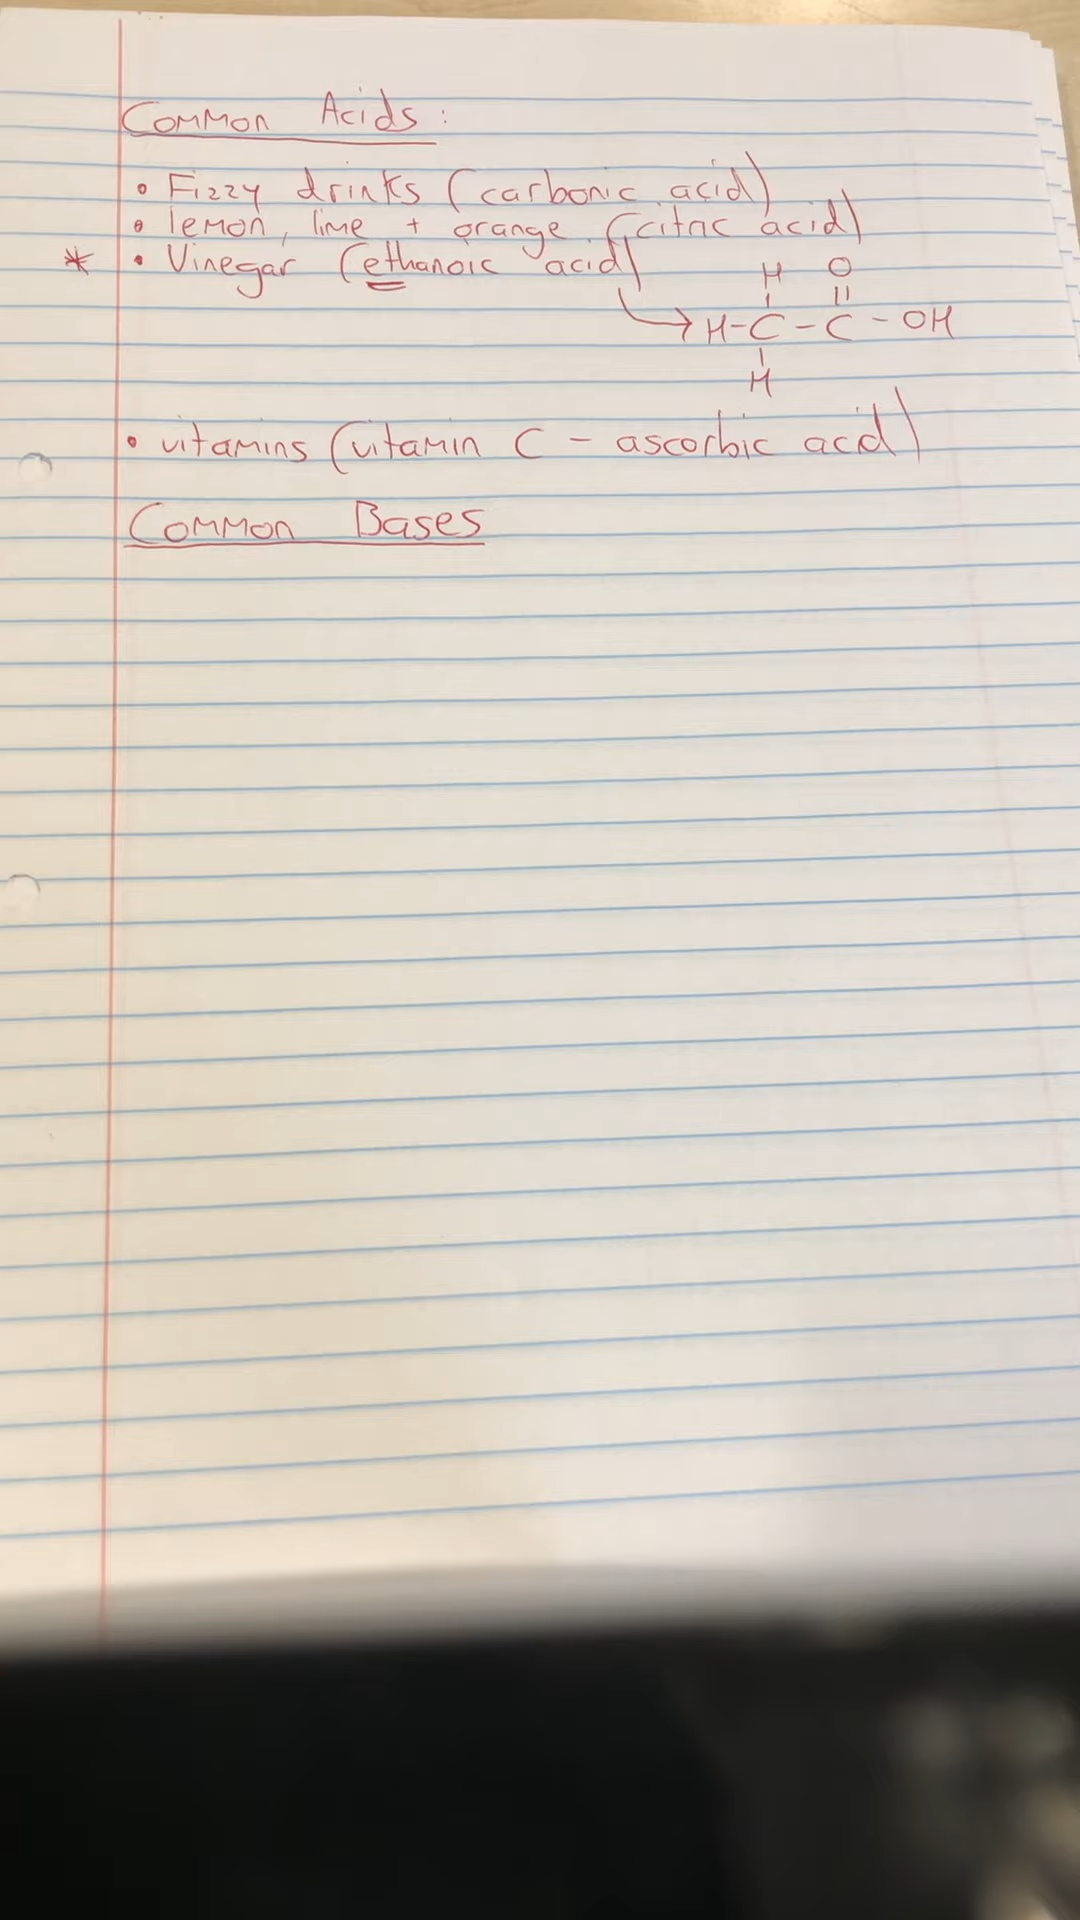 Common Acids:
• Fizzy drinks (carbonic acid)
• lemon, lime + orange (citric acid)
* • Vinegar (ethanoic acid)
H O
| ||
→ H-C-C-OH
|
H
• vitamins (vitamin C - ascorbic acid)
Common Bases